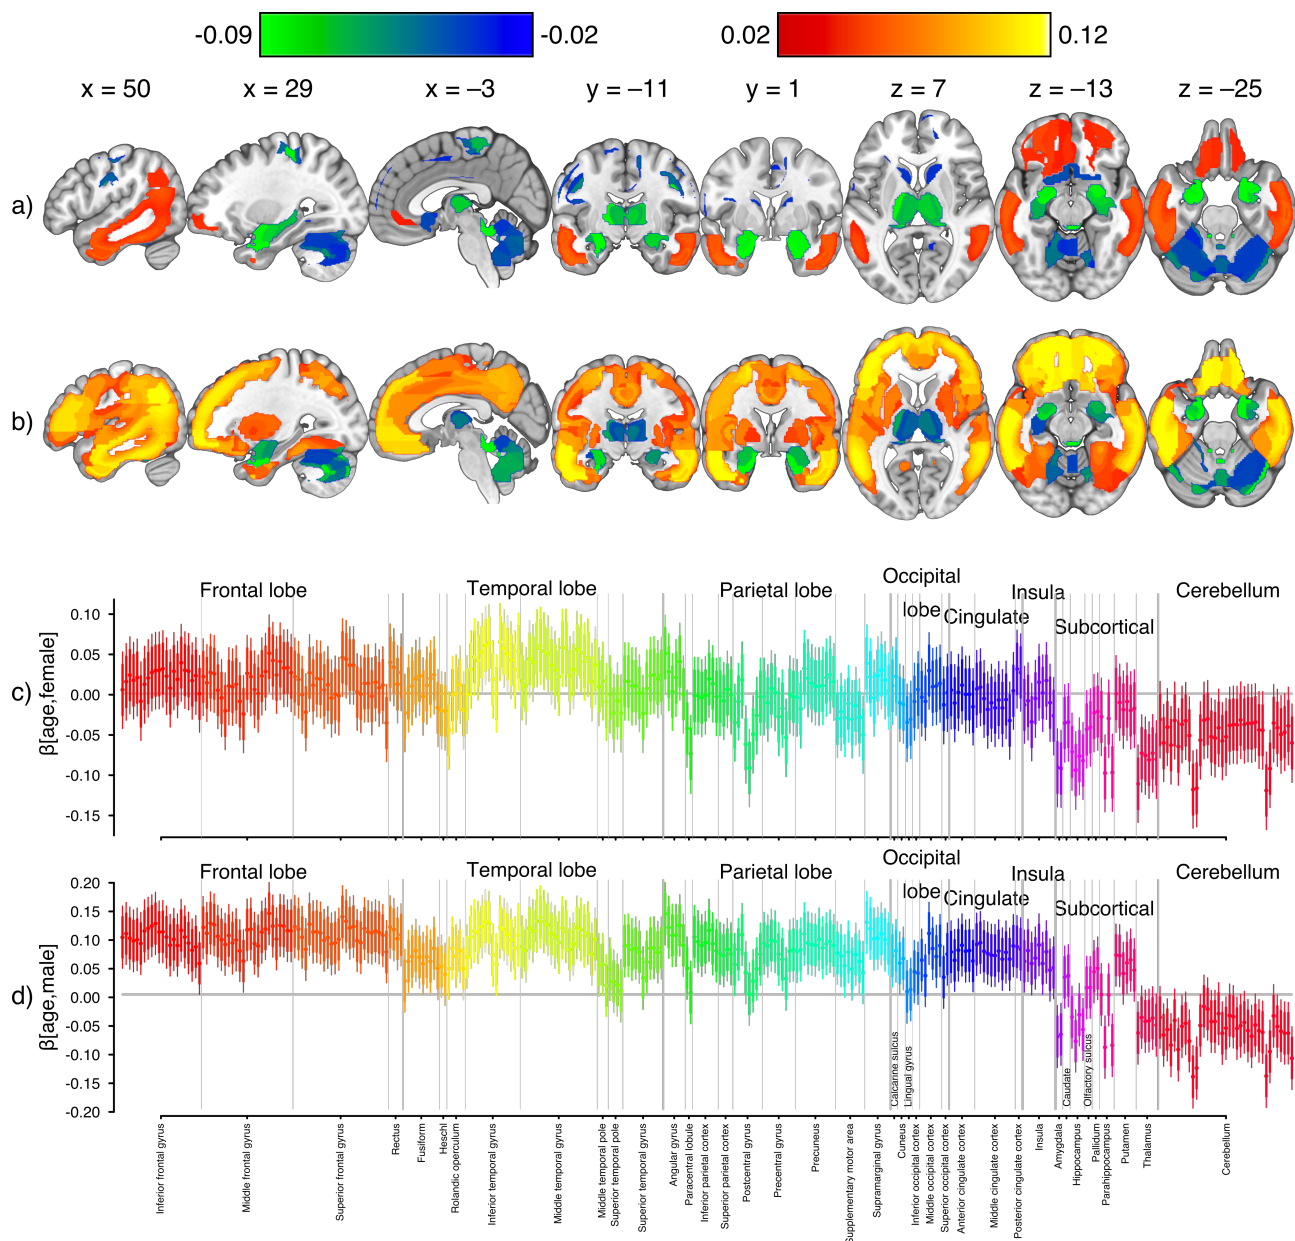 -0.09 -0.02 0.02 0.12
x = 50 x = 29 x = –3 y = –11 y = 1 z = 7 z = –13 z = –25
a)
b)
Frontal lobe Temporal lobe Parietal lobe Occipital lobe Cingulate Insula Subcortical Cerebellum
c)
β[age,female]
0.10
0.05
0.00
-0.05
-0.10
-0.15
Frontal lobe Temporal lobe Parietal lobe Occipital lobe Cingulate Insula Subcortical Cerebellum
d)
β[age,male]
0.20
0.15
0.10
0.05
0.00
-0.05
-0.10
-0.15
-0.20
Calcarine sulcus
Lingual gyrus
Caudate
Olfactory sulcus
Inferior frontal gyrus
Middle frontal gyrus
Superior frontal gyrus
Rectus
Fusiform
Heschl
Rolandic operculum
Inferior temporal gyrus
Middle temporal gyrus
Middle temporal pole
Superior temporal pole
Superior temporal gyrus
Angular gyrus
Paracentral lobule
Inferior parietal cortex
Superior parietal cortex
Postcentral gyrus
Precentral gyrus
Precuneus
Supplementary motor area
Supramarginal gyrus
Cuneus
Inferior occipital cortex
Middle occipital cortex
Superior occipital cortex
Anterior cingulate cortex
Middle cingulate cortex
Posterior cingulate cortex
Insula
Amygdala
Hippocampus
Pallidum
Parahippocampus
Putamen
Thalamus
Cerebellum